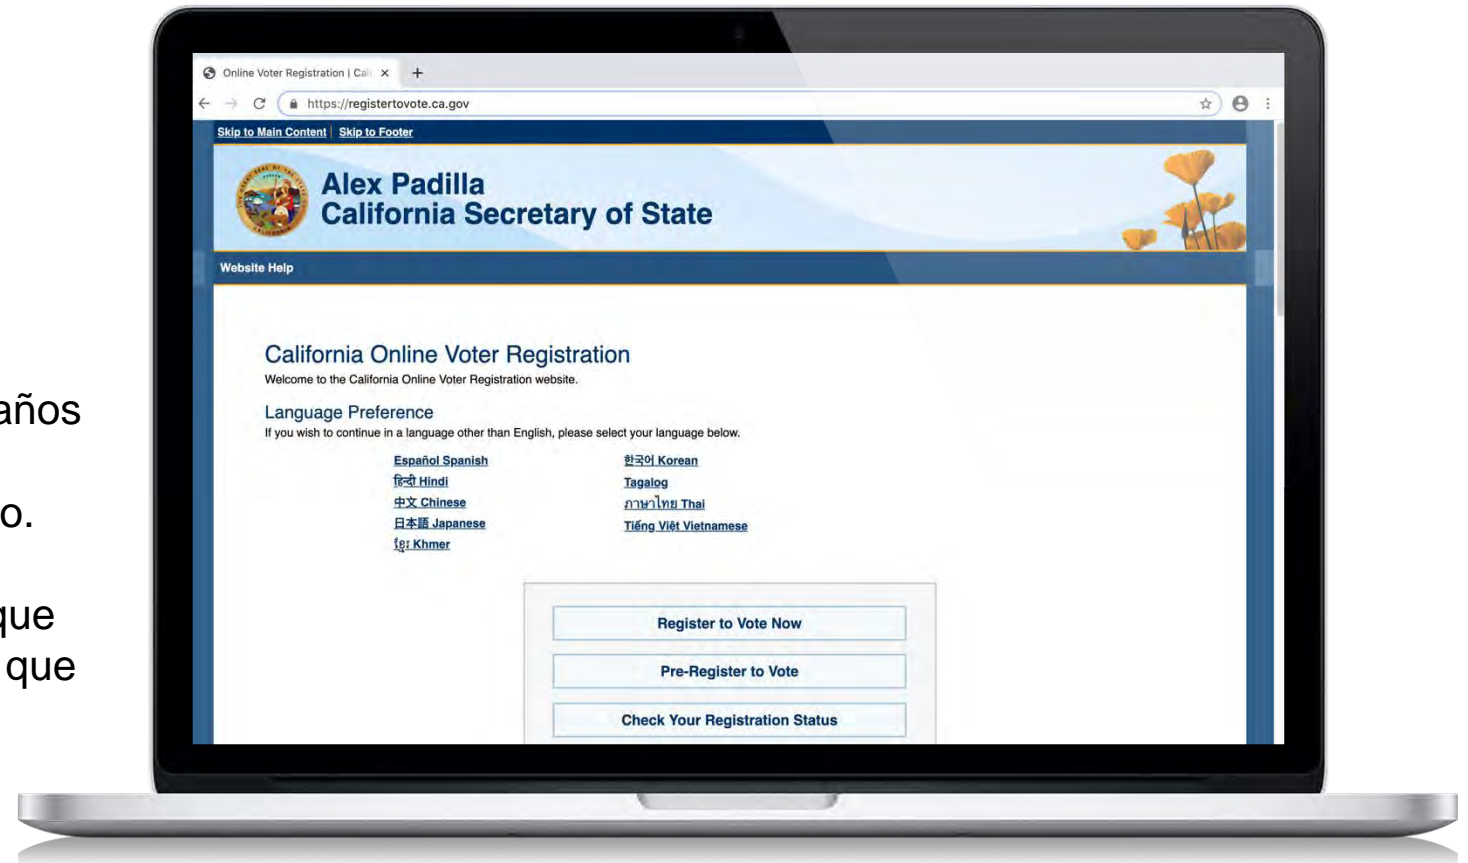 Online Voter Registration | Cali
https://registertovote.ca.gov
Skip to Main Content | Skip to Footer
Alex Padilla
California Secretary of State
Website Help
California Online Voter Registration
Welcome to the California Online Voter Registration website.
Language Preference
If you wish to continue in a language other than English, please select your language below.
Español Spanish
हिन्दी Hindi
中文 Chinese
日本語 Japanese
ខ្មែរ Khmer
한국어 Korean
Tagalog
ภาษาไทย Thai
Tiếng Việt Vietnamese
Register to Vote Now
Pre-Register to Vote
Check Your Registration Status
años
o.
que
que